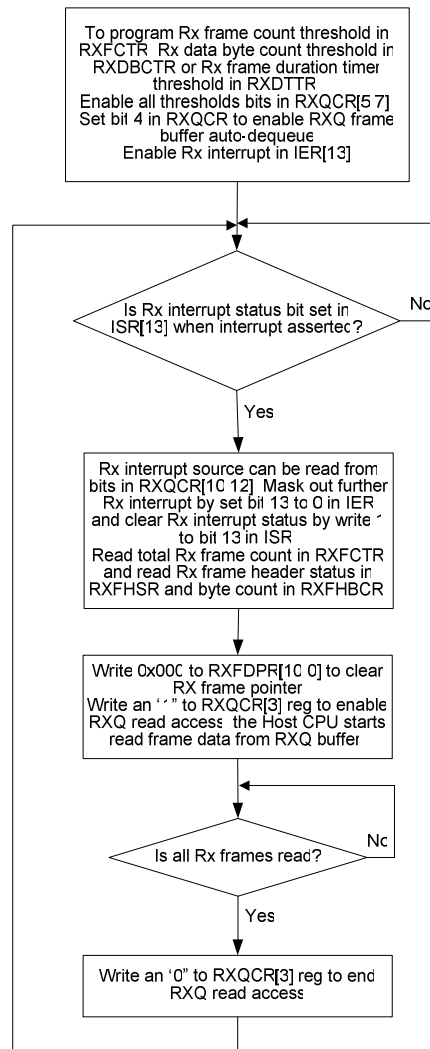 To program Rx frame count threshold in
RXFCTR Rx data byte count threshold in
RXDBCTR or Rx frame duration timer
threshold in RXDTTR
Enable all thresholds bits in RXQCR[5 7]
Set bit 4 in RXQCR to enable RXQ frame
buffer auto-dequeue
Enable Rx interrupt in IER[13]
Is Rx interrupt status bit set in
ISR[13] when interrupt asserted?
No
Yes
Rx interrupt source can be read from
bits in RXQCR[10 12] Mask out further
Rx interrupt by set bit 13 to 0 in IER
and clear Rx interrupt status by write 1
to bit 13 in ISR
Read total Rx frame count in RXFCTR
and read Rx frame header status in
RXFHSR and byte count in RXFHBCR
Write 0x000 to RXFDPR[10 0] to clear
RX frame pointer
Write an "1" to RXQCR[3] reg to enable
RXQ read access the Host CPU starts
read frame data from RXQ buffer
Is all Rx frames read?
No
Yes
Write an "0" to RXQCR[3] reg to end
RXQ read access